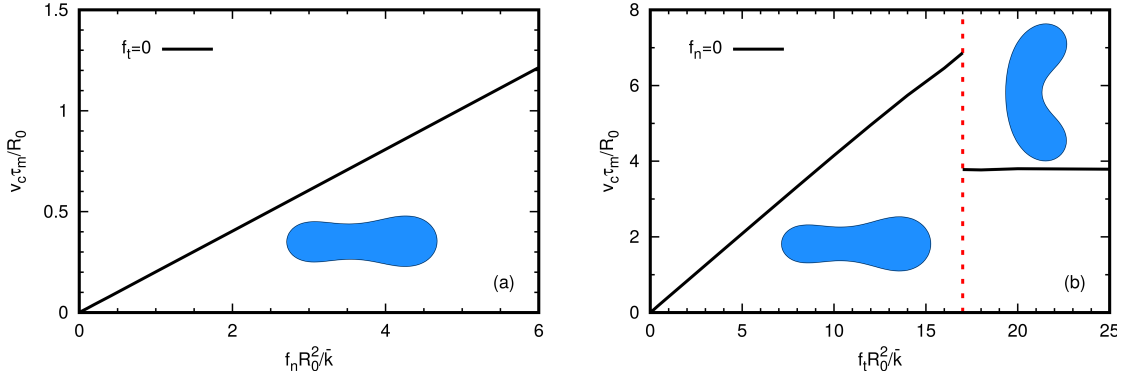 1.5
1
0.5
0
0 2 4 6
v_cτ_m/R_0
f_t=0
(a)
f_nR_0^2/k̄
8
6
4
2
0
0 5 10 15 20 25
v_cτ_m/R_0
f_n=0
(b)
f_tR_0^2/k̄